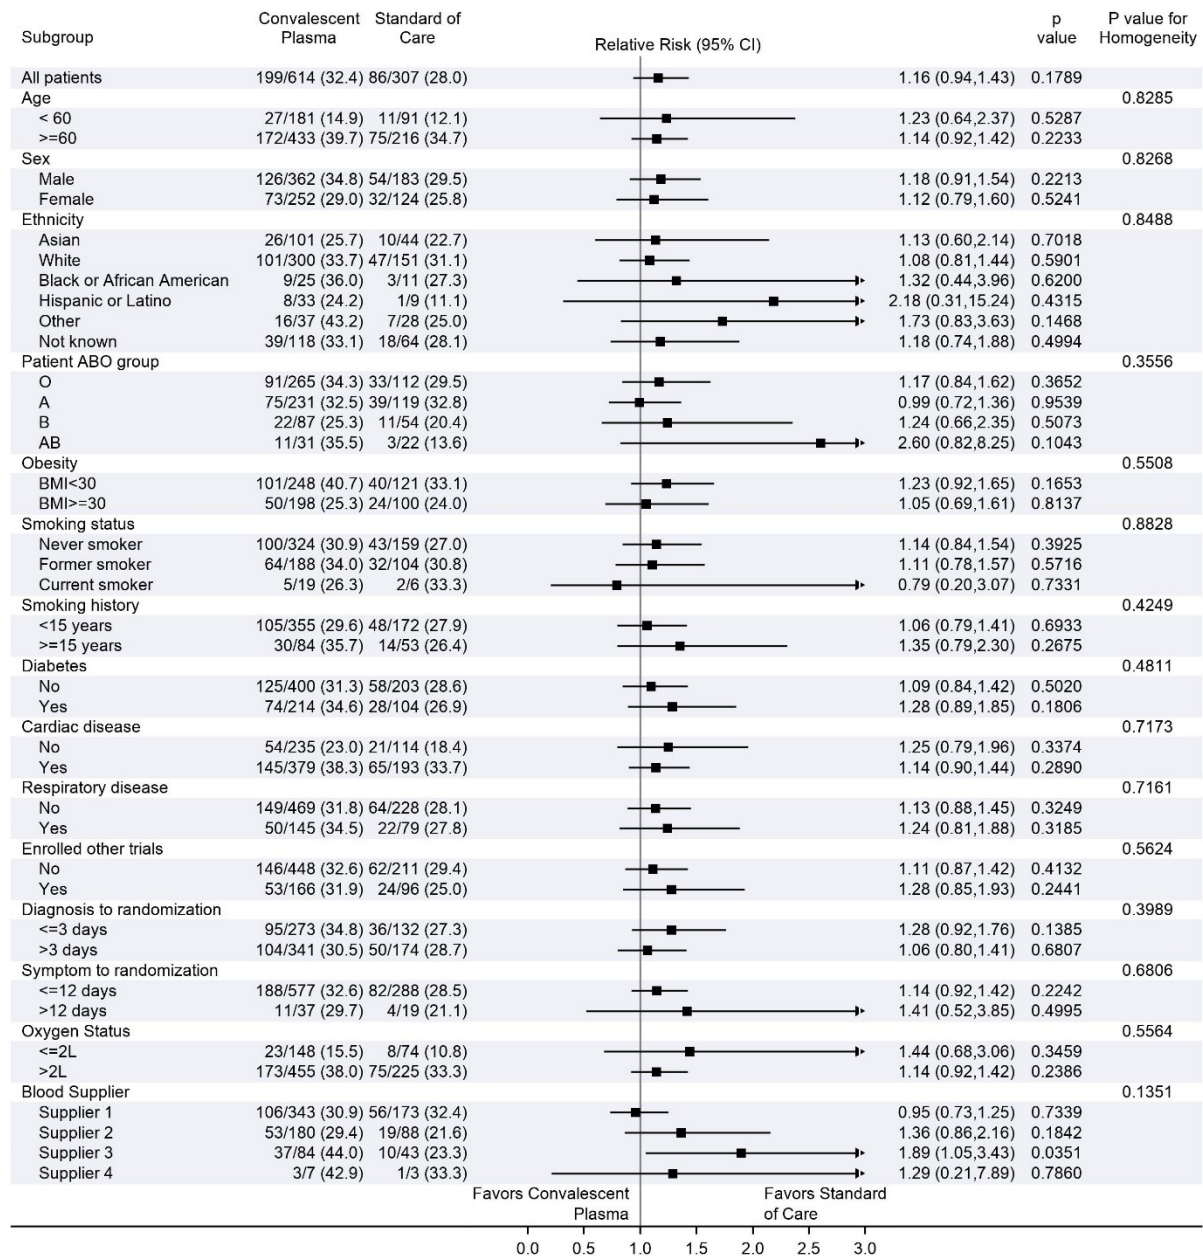 Subgroup Convalescent Plasma Standard of Care Relative Risk (95% CI) p value P value for Homogeneity
All patients 199/614 (32.4) 86/307 (28.0) 1.16 (0.94,1.43) 0.1789
Age 0.8285
< 60 27/181 (14.9) 11/91 (12.1) 1.23 (0.64,2.37) 0.5287
>=60 172/433 (39.7) 75/216 (34.7) 1.14 (0.92,1.42) 0.2233
Sex 0.8268
Male 126/362 (34.8) 54/183 (29.5) 1.18 (0.91,1.54) 0.2213
Female 73/252 (29.0) 32/124 (25.8) 1.12 (0.79,1.60) 0.5241
Ethnicity 0.8488
Asian 26/101 (25.7) 10/44 (22.7) 1.13 (0.60,2.14) 0.7018
White 101/300 (33.7) 47/151 (31.1) 1.08 (0.81,1.44) 0.5901
Black or African American 9/25 (36.0) 3/11 (27.3) 1.32 (0.44,3.96) 0.6200
Hispanic or Latino 8/33 (24.2) 1/9 (11.1) 2.18 (0.31,15.24) 0.4315
Other 16/37 (43.2) 7/28 (25.0) 1.73 (0.83,3.63) 0.1468
Not known 39/118 (33.1) 18/64 (28.1) 1.18 (0.74,1.88) 0.4994
Patient ABO group 0.3556
O 91/265 (34.3) 33/112 (29.5) 1.17 (0.84,1.62) 0.3652
A 75/231 (32.5) 39/119 (32.8) 0.99 (0.72,1.36) 0.9539
B 22/87 (25.3) 11/54 (20.4) 1.24 (0.66,2.35) 0.5073
AB 11/31 (35.5) 3/22 (13.6) 2.60 (0.82,8.25) 0.1043
Obesity 0.5508
BMI<30 101/248 (40.7) 40/121 (33.1) 1.23 (0.92,1.65) 0.1653
BMI>=30 50/198 (25.3) 24/100 (24.0) 1.05 (0.69,1.61) 0.8137
Smoking status 0.8828
Never smoker 100/324 (30.9) 43/159 (27.0) 1.14 (0.84,1.54) 0.3925
Former smoker 64/188 (34.0) 32/104 (30.8) 1.11 (0.78,1.57) 0.5716
Current smoker 5/19 (26.3) 2/6 (33.3) 0.79 (0.20,3.07) 0.7331
Smoking history 0.4249
<15 years 105/355 (29.6) 48/172 (27.9) 1.06 (0.79,1.41) 0.6933
>=15 years 30/84 (35.7) 14/53 (26.4) 1.35 (0.79,2.30) 0.2675
Diabetes 0.4811
No 125/400 (31.3) 58/203 (28.6) 1.09 (0.84,1.42) 0.5020
Yes 74/214 (34.6) 28/104 (26.9) 1.28 (0.89,1.85) 0.1806
Cardiac disease 0.7173
No 54/235 (23.0) 21/114 (18.4) 1.25 (0.79,1.96) 0.3374
Yes 145/379 (38.3) 65/193 (33.7) 1.14 (0.90,1.44) 0.2890
Respiratory disease 0.7161
No 149/469 (31.8) 64/228 (28.1) 1.13 (0.88,1.45) 0.3249
Yes 50/145 (34.5) 22/79 (27.8) 1.24 (0.81,1.88) 0.3185
Enrolled other trials 0.5624
No 146/448 (32.6) 62/211 (29.4) 1.11 (0.87,1.42) 0.4132
Yes 53/166 (31.9) 24/96 (25.0) 1.28 (0.85,1.93) 0.2441
Diagnosis to randomization 0.3989
<=3 days 95/273 (34.8) 36/132 (27.3) 1.28 (0.92,1.76) 0.1385
>3 days 104/341 (30.5) 50/174 (28.7) 1.06 (0.80,1.41) 0.6807
Symptom to randomization 0.6806
<=12 days 188/577 (32.6) 82/288 (28.5) 1.14 (0.92,1.42) 0.2242
>12 days 11/37 (29.7) 4/19 (21.1) 1.41 (0.52,3.85) 0.4995
Oxygen Status 0.5564
<=2L 23/148 (15.5) 8/74 (10.8) 1.44 (0.68,3.06) 0.3459
>2L 173/455 (38.0) 75/225 (33.3) 1.14 (0.92,1.42) 0.2386
Blood Supplier 0.1351
Supplier 1 106/343 (30.9) 56/173 (32.4) 0.95 (0.73,1.25) 0.7339
Supplier 2 53/180 (29.4) 19/88 (21.6) 1.36 (0.86,2.16) 0.1842
Supplier 3 37/84 (44.0) 10/43 (23.3) 1.89 (1.05,3.43) 0.0351
Supplier 4 3/7 (42.9) 1/3 (33.3) 1.29 (0.21,7.89) 0.7860
Favors Convalescent Plasma Favors Standard of Care
0.0 0.5 1.0 1.5 2.0 2.5 3.0